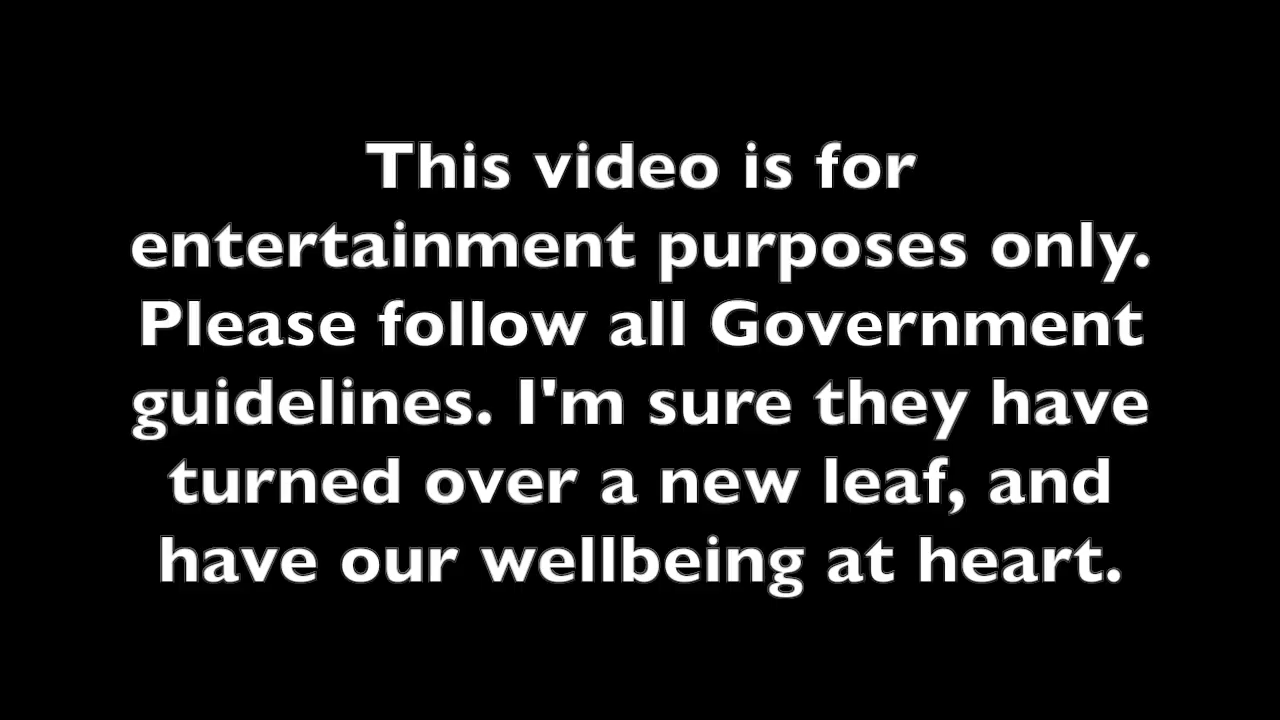 This video is for
entertainment purposes only.
Please follow all Government
guidelines. I'm sure they have
turned over a new leaf, and
have our wellbeing at heart.